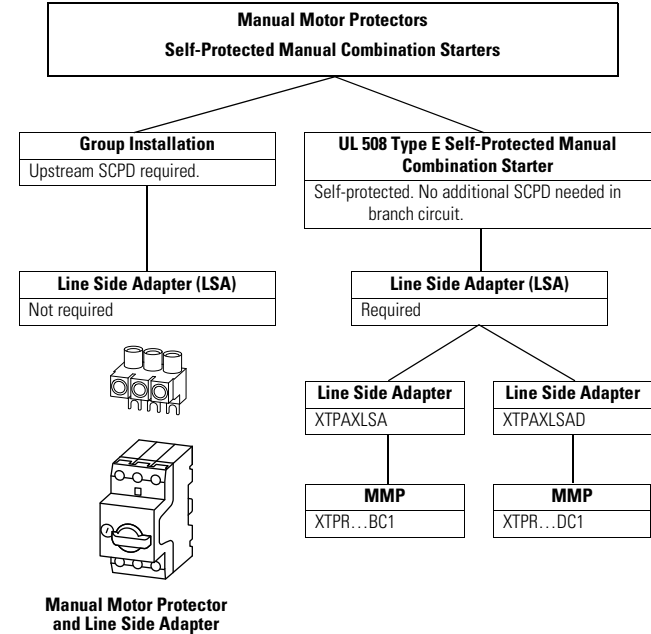 Manual Motor Protectors
Self-Protected Manual Combination Starters
Group Installation
Upstream SCPD required.
UL 508 Type E Self-Protected Manual
Combination Starter
Self-protected. No additional SCPD needed in
branch circuit.
Line Side Adapter (LSA)
Not required
Line Side Adapter (LSA)
Required
Line Side Adapter
XTPAXLSA
Line Side Adapter
XTPAXLSAD
MMP
XTPR…BC1
MMP
XTPR…DC1
Manual Motor Protector
and Line Side Adapter